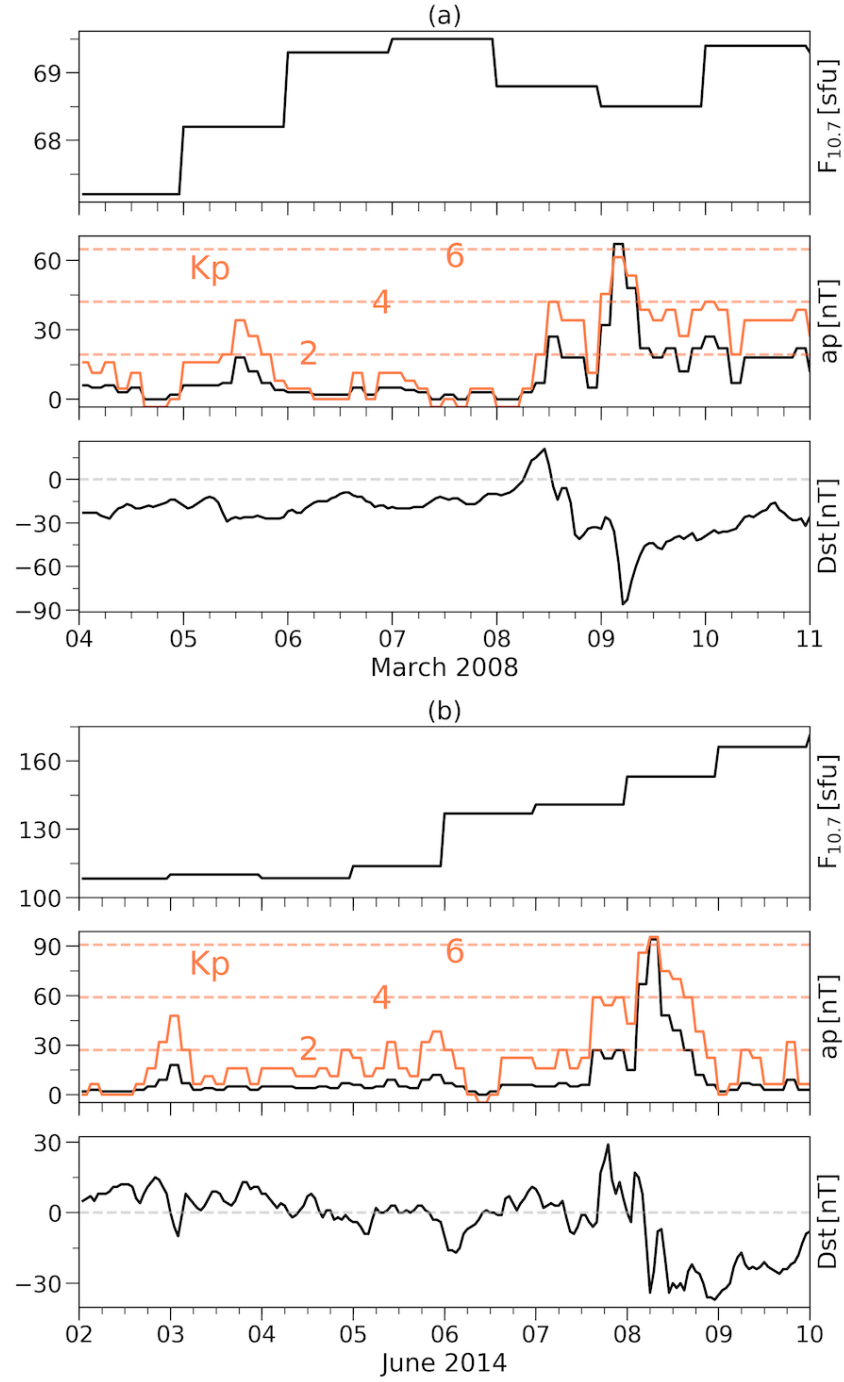 (a)
69
68
F10.7 [sfu]
60
30
0
Kp
2
4
6
ap [nT]
0
−30
−60
−90
Dst [nT]
04 05 06 07 08 09 10 11
March 2008
(b)
160
130
100
F10.7 [sfu]
90
60
30
0
Kp
2
4
6
ap [nT]
30
0
−30
Dst [nT]
02 03 04 05 06 07 08 09 10
June 2014